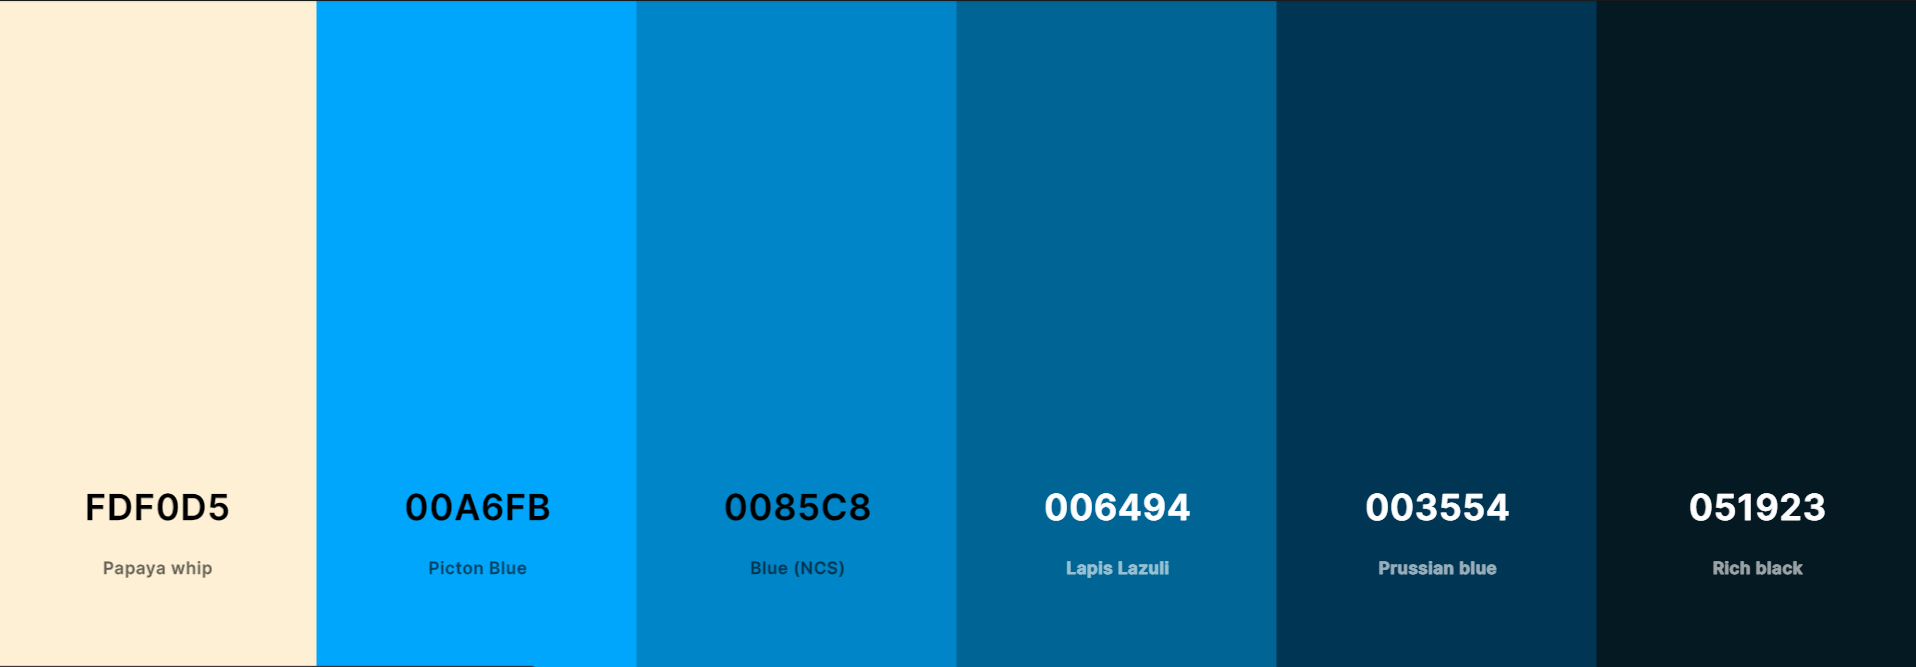 FDF0D5
Papaya whip
00A6FB
Picton Blue
0085C8
Blue (NCS)
006494
Lapis Lazuli
003554
Prussian blue
051923
Rich black